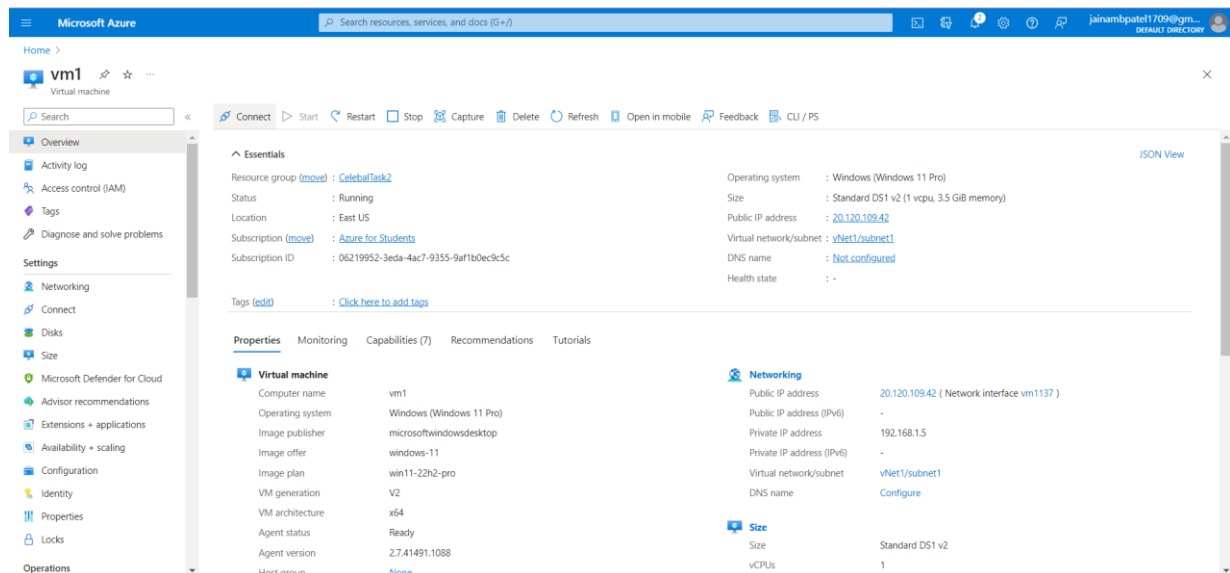 Microsoft Azure
Search resources, services, and docs (G+/)
2
jainambpatel1709@gm...
DEFAULT DIRECTORY
Home >
vm1
Virtual machine
Search
Connect Start Restart Stop Capture Delete Refresh Open in mobile Feedback CLI / PS
Overview
Activity log
Access control (IAM)
Tags
Diagnose and solve problems
Settings
Networking
Connect
Disks
Size
Microsoft Defender for Cloud
Advisor recommendations
Extensions + applications
Availability + scaling
Configuration
Identity
Properties
Locks
Operations
Essentials
JSON View
Resource group (move) : CelebalTask2
Status : Running
Location : East US
Subscription (move) : Azure for Students
Subscription ID : 06219952-3eda-4ac7-9355-9af1b0ec9c5c
Operating system : Windows (Windows 11 Pro)
Size : Standard DS1 v2 (1 vcpu, 3.5 GiB memory)
Public IP address : 20.120.109.42
Virtual network/subnet : vNet1/subnet1
DNS name : Not configured
Health state : -
Tags (edit) : Click here to add tags
Properties Monitoring Capabilities (7) Recommendations Tutorials
Virtual machine
Computer name vm1
Operating system Windows (Windows 11 Pro)
Image publisher microsoftwindowsdesktop
Image offer windows-11
Image plan win11-22h2-pro
VM generation V2
VM architecture x64
Agent status Ready
Agent version 2.7.41491.1088
Host group None
Networking
Public IP address 20.120.109.42 ( Network interface vm1137 )
Public IP address (IPv6) -
Private IP address 192.168.1.5
Private IP address (IPv6) -
Virtual network/subnet vNet1/subnet1
DNS name Configure
Size
Size Standard DS1 v2
vCPUs 1